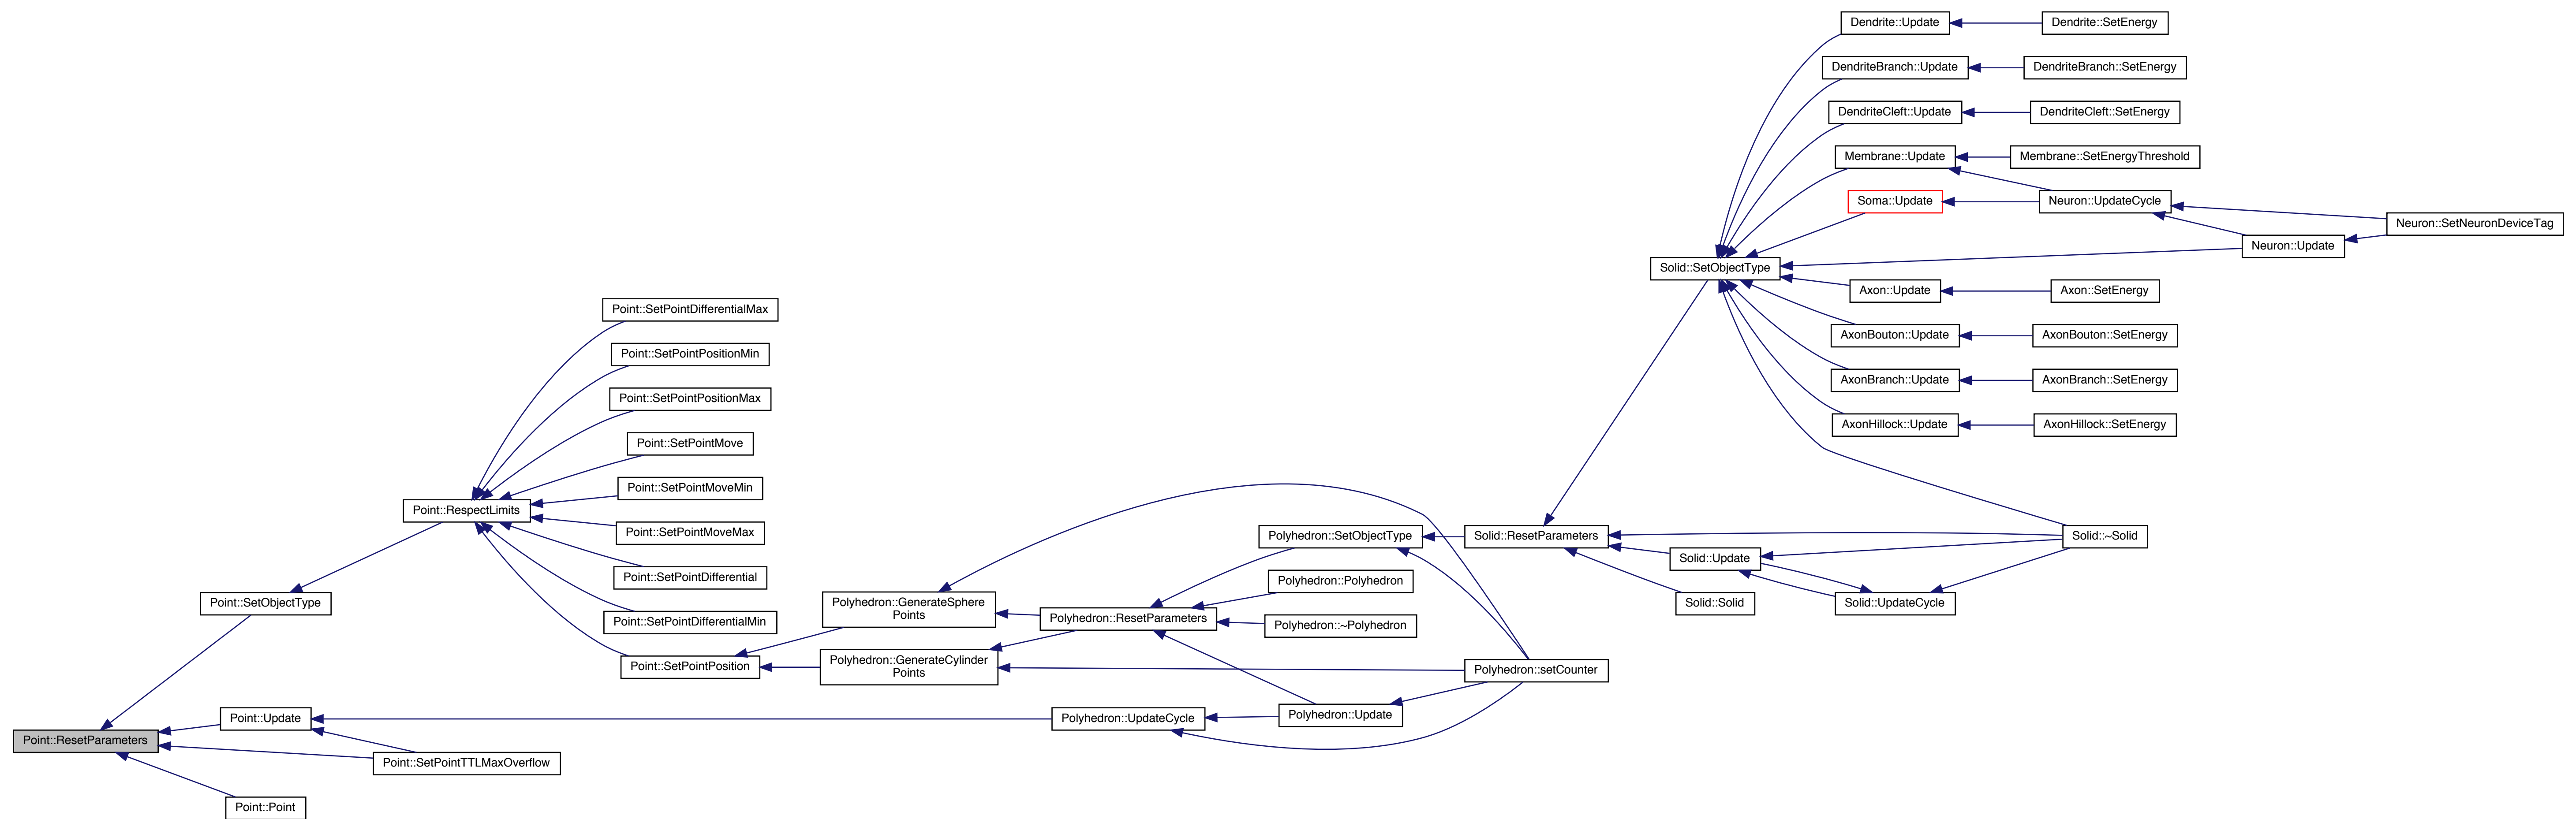 Dendrite::Update
Dendrite::SetEnergy
DendriteBranch::Update
DendriteBranch::SetEnergy
DendriteCleft::Update
DendriteCleft::SetEnergy
Membrane::Update
Membrane::SetEnergyThreshold
Soma::Update
Neuron::UpdateCycle
Neuron::SetNeuronDeviceTag
Neuron::Update
Solid::SetObjectType
Axon::Update
Axon::SetEnergy
AxonBouton::Update
AxonBouton::SetEnergy
AxonBranch::Update
AxonBranch::SetEnergy
AxonHillock::Update
AxonHillock::SetEnergy
Point::SetPointDifferentialMax
Point::SetPointPositionMin
Point::SetPointPositionMax
Point::SetPointMove
Point::SetPointMoveMin
Point::RespectLimits
Point::SetPointMoveMax
Point::SetPointDifferential
Point::SetPointDifferentialMin
Point::SetPointPosition
Polyhedron::SetObjectType
Solid::ResetParameters
Solid::~Solid
Solid::Update
Solid::Solid
Solid::UpdateCycle
Polyhedron::Polyhedron
Point::SetObjectType
Polyhedron::GenerateSphere
Points
Polyhedron::ResetParameters
Polyhedron::~Polyhedron
Polyhedron::GenerateCylinder
Points
Polyhedron::setCounter
Point::Update
Polyhedron::UpdateCycle
Polyhedron::Update
Point::ResetParameters
Point::SetPointTTLMaxOverflow
Point::Point